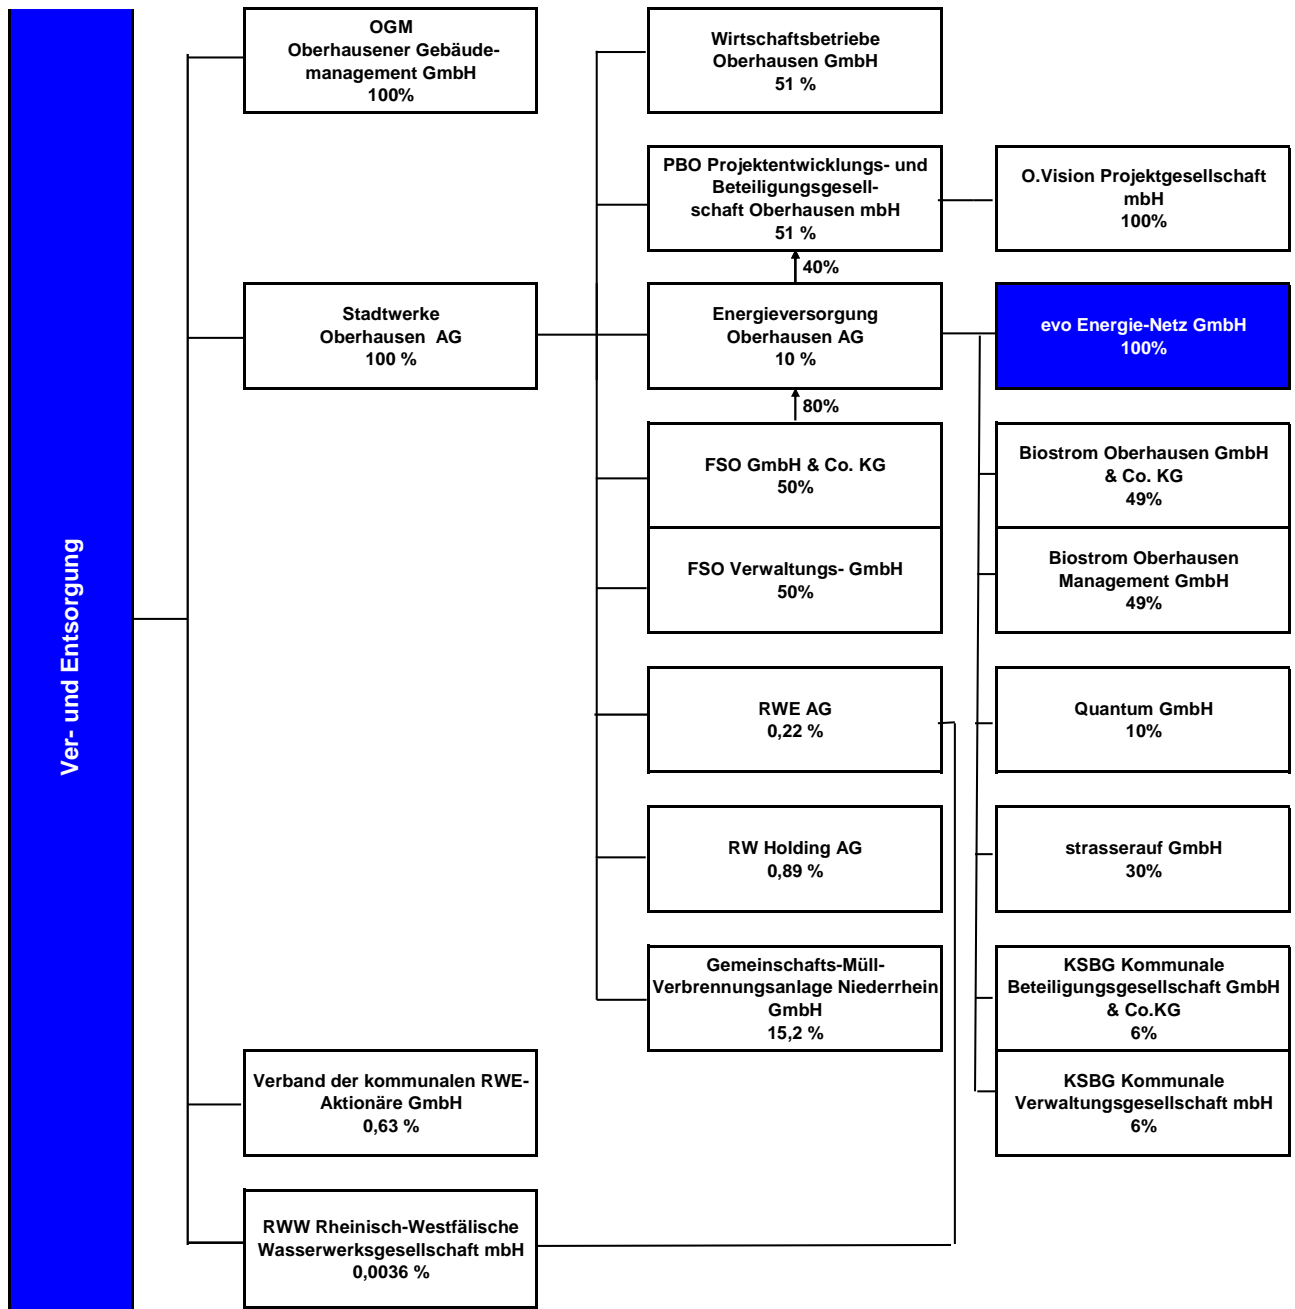 Ver- und Entsorgung
OGM
Oberhausener Gebäude-
management GmbH
100%
Stadtwerke
Oberhausen AG
100 %
Verband der kommunalen RWE-
Aktionäre GmbH
0,63 %
RWW Rheinisch-Westfälische
Wasserwerksgesellschaft mbH
0,0036 %
Wirtschaftsbetriebe
Oberhausen GmbH
51 %
PBO Projektentwicklungs- und
Beteiligungsgesell-
schaft Oberhausen mbH
51 %
40%
Energieversorgung
Oberhausen AG
10 %
80%
FSO GmbH & Co. KG
50%
FSO Verwaltungs- GmbH
50%
RWE AG
0,22 %
RW Holding AG
0,89 %
Gemeinschafts-Müll-
Verbrennungsanlage Niederrhein
GmbH
15,2 %
O.Vision Projektgesellschaft
mbH
100%
evo Energie-Netz GmbH
100%
Biostrom Oberhausen GmbH
& Co. KG
49%
Biostrom Oberhausen
Management GmbH
49%
Quantum GmbH
10%
strasserauf GmbH
30%
KSBG Kommunale
Beteiligungsgesellschaft GmbH
& Co.KG
6%
KSBG Kommunale
Verwaltungsgesellschaft mbH
6%